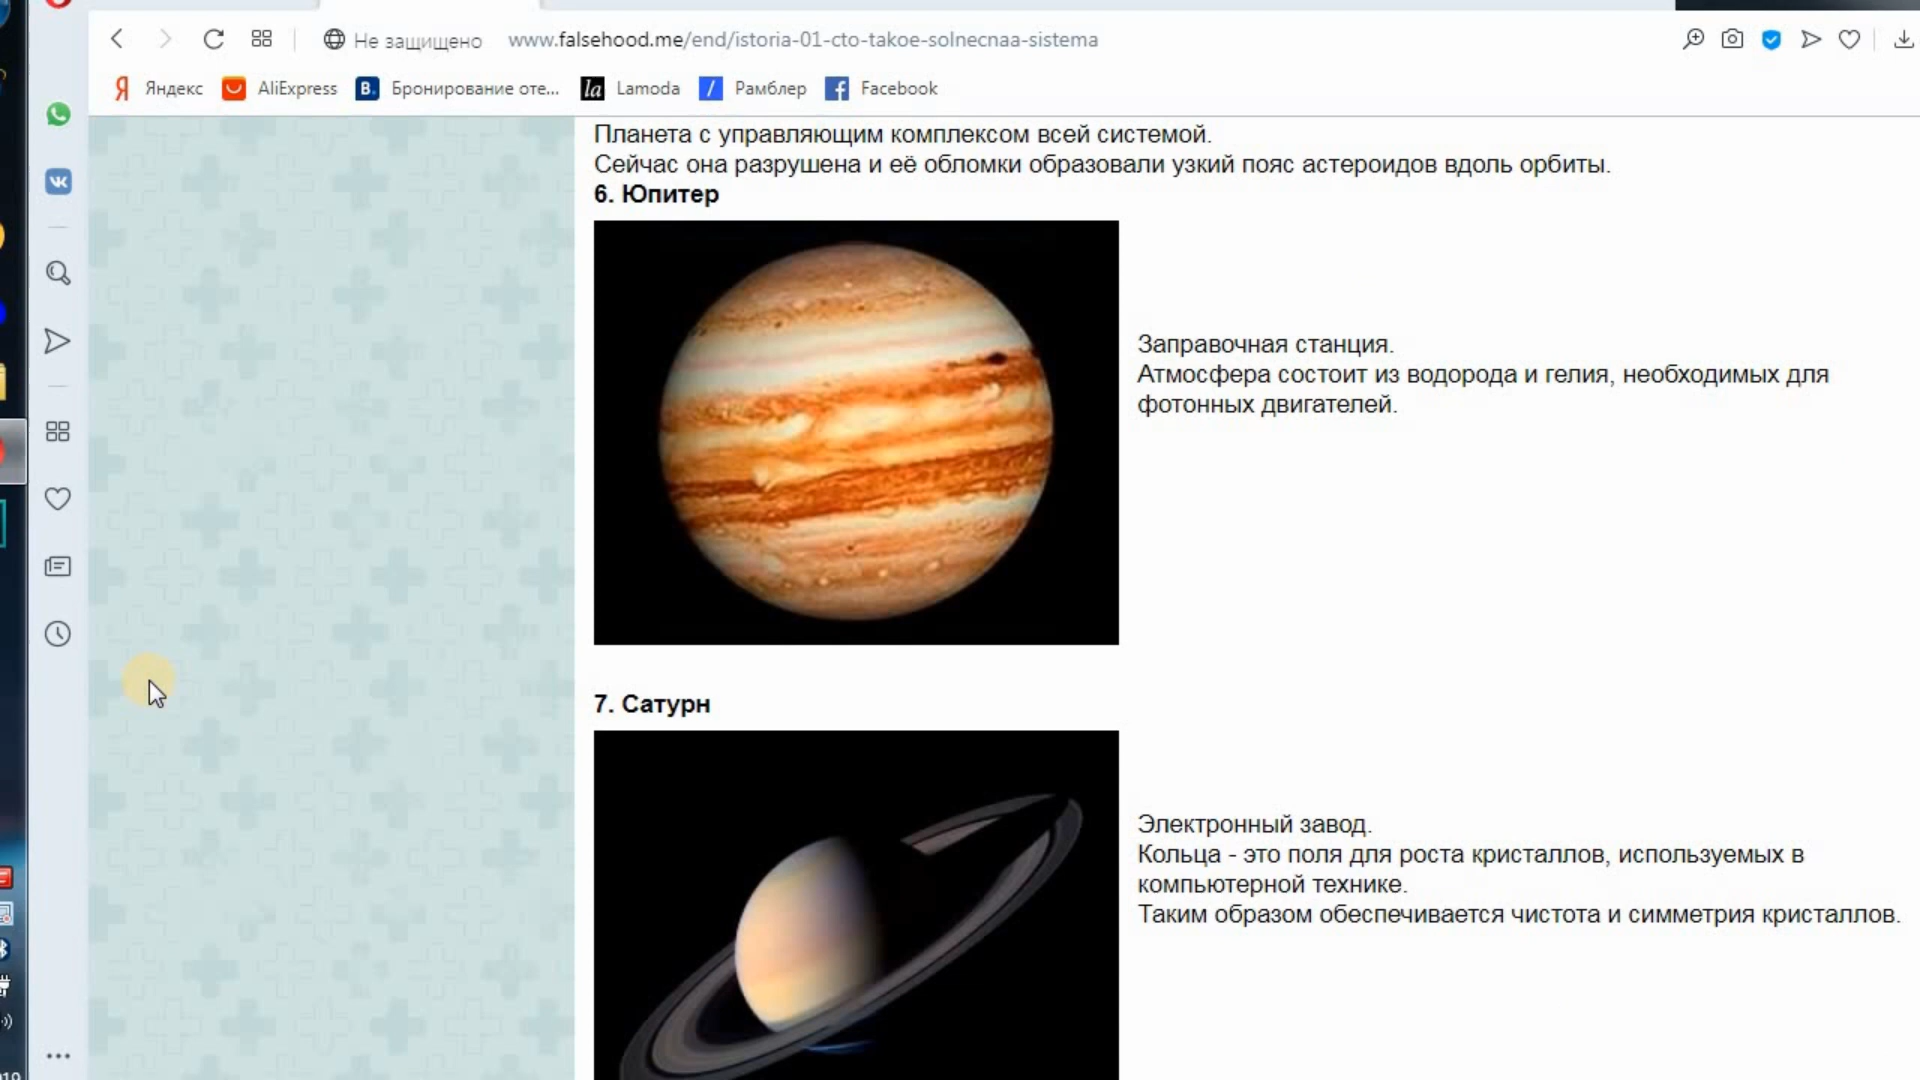 Не защищено www.falsehood.me/end/istoria-01-cto-takoe-solnecnaa-sistema
Яндекс AliExpress B. Бронирование оте... la Lamoda Рамблер Facebook
Планета с управляющим комплексом всей системой.
Сейчас она разрушена и её обломки образовали узкий пояс астероидов вдоль орбиты.
6. Юпитер
Заправочная станция.
Атмосфера состоит из водорода и гелия, необходимых для
фотонных двигателей.
7. Сатурн
Электронный завод.
Кольца - это поля для роста кристаллов, используемых в
компьютерной технике.
Таким образом обеспечивается чистота и симметрия кристаллов.